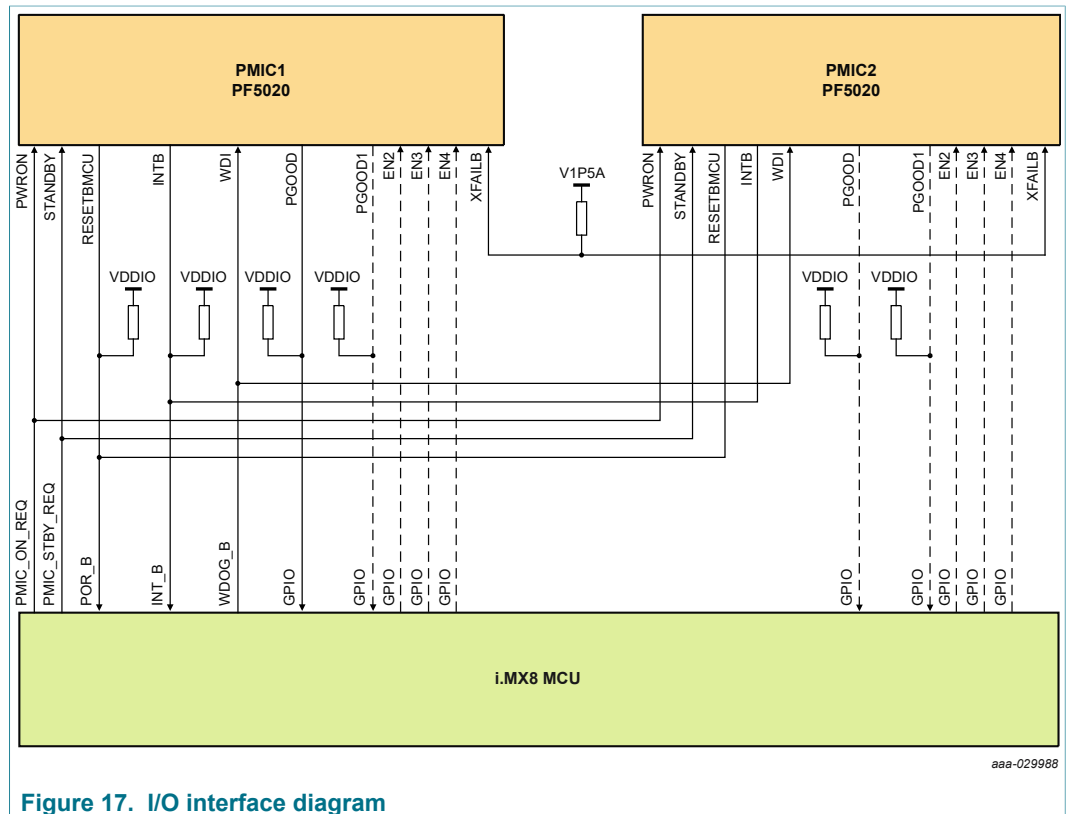 PMIC1
PF5020
PMIC2
PF5020
PWRON
STANDBY
RESETBMCU
INTB
WDI
PGOOD
PGOOD1
EN2
EN3
EN4
XFAILB
V1P5A
PWRON
STANDBY
RESETBMCU
INTB
WDI
PGOOD
PGOOD1
EN2
EN3
EN4
XFAILB
VDDIO
VDDIO
VDDIO
VDDIO
VDDIO
VDDIO
PMIC_ON_REQ
PMIC_STBY_REQ
POR_B
INT_B
WDOG_B
GPIO
GPIO
GPIO
GPIO
GPIO
GPIO
GPIO
GPIO
GPIO
GPIO
i.MX8 MCU
aaa-029988
Figure 17. I/O interface diagram